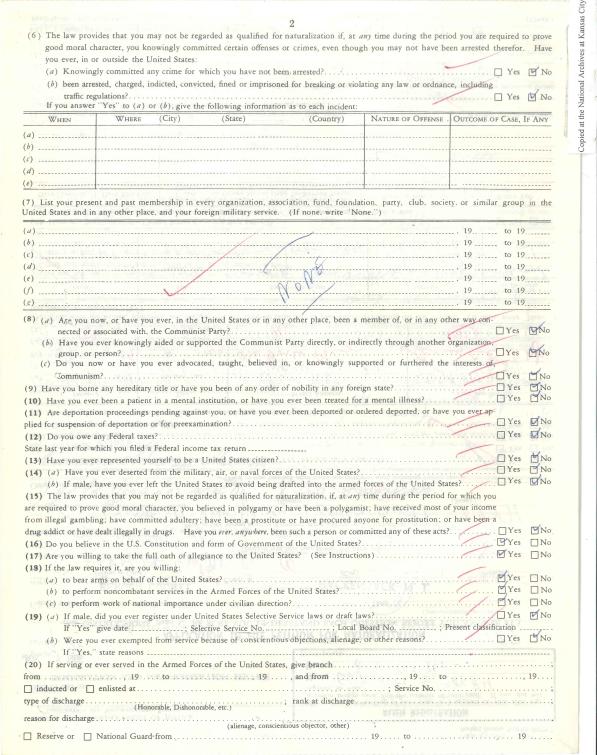 2
(6) The law provides that you may not be regarded as qualified for naturalization if, at any time during the period you are required to prove
good moral character, you knowingly committed certain offenses or crimes, even though you may not have been arrested therefor. Have
you ever, in or outside the United States:
(a) Knowingly committed any crime for which you have not been arrested? ☐ Yes ☑ No
(b) been arrested, charged, indicted, convicted, fined or imprisoned for breaking or violating any law or ordnance, including
traffic regulations? ☐ Yes ☑ No
If you answer "Yes" to (a) or (b), give the following information as to each incident:
WHEN WHERE (City) (State) (Country) NATURE OF OFFENSE OUTCOME OF CASE, IF ANY
(a)
(b)
(c)
(d)
(e)
(7) List your present and past membership in every organization, association, fund, foundation, party, club, society, or similar group in the
United States and in any other place, and your foreign military service. (If none, write "None.")
(a) , 19 to 19
(b) , 19 to 19
(c) , 19 to 19
(d) , 19 to 19
(e) , 19 to 19
(f) , 19 to 19
(g) , 19 to 19
NONE
(8) (a) Are you now, or have you ever, in the United States or in any other place, been a member of, or in any other way con-
nected or associated with, the Communist Party? ☐ Yes ☑ No
(b) Have you ever knowingly aided or supported the Communist Party directly, or indirectly through another organization,
group, or person? ☐ Yes ☑ No
(c) Do you now or have you ever advocated, taught, believed in, or knowingly supported or furthered the interests of,
Communism? ☐ Yes ☑ No
(9) Have you borne any hereditary title or have you been of any order of nobility in any foreign state? ☐ Yes ☑ No
(10) Have you ever been a patient in a mental institution, or have you ever been treated for a mental illness? ☐ Yes ☑ No
(11) Are deportation proceedings pending against you, or have you ever been deported or ordered deported, or have you ever ap-
plied for suspension of deportation or for preexamination? ☐ Yes ☑ No
(12) Do you owe any Federal taxes? ☐ Yes ☑ No
State last year for which you filed a Federal income tax return
(13) Have you ever represented yourself to be a United States citizen? ☐ Yes ☑ No
(14) (a) Have you ever deserted from the military, air, or naval forces of the United States? ☐ Yes ☑ No
(b) If male, have you ever left the United States to avoid being drafted into the armed forces of the United States? ☐ Yes ☑ No
(15) The law provides that you may not be regarded as qualified for naturalization, if, at any time during the period for which you
are required to prove good moral character, you believed in polygamy or have been a polygamist; have received most of your income
from illegal gambling; have committed adultery; have been a prostitute or have procured anyone for prostitution; or have been a
drug addict or have dealt illegally in drugs. Have you ever, anywhere, been such a person or committed any of these acts? ☐ Yes ☑ No
(16) Do you believe in the U.S. Constitution and form of Government of the United States? ☑ Yes ☐ No
(17) Are you willing to take the full oath of allegiance to the United States? (See Instructions) ☑ Yes ☐ No
(18) If the law requires it, are you willing:
(a) to bear arms on behalf of the United States? ☑ Yes ☐ No
(b) to perform noncombatant services in the Armed Forces of the United States? ☑ Yes ☐ No
(c) to perform work of national importance under civilian direction? ☑ Yes ☐ No
(19) (a) If male, did you ever register under United States Selective Service laws or draft laws? ☐ Yes ☑ No
If "Yes" give date ; Selective Service No. ; Local Board No. ; Present classification
(b) Were you ever exempted from service because of conscientious objections, alienage, or other reasons? ☐ Yes ☑ No
If "Yes," state reasons
(20) If serving or ever served in the Armed Forces of the United States, give branch
from , 19 to 19 , and from , 19 to , 19
☐ inducted or ☐ enlisted at ; Service No.
type of discharge ; rank at discharge
(Honorable, Dishonorable, etc.)
reason for discharge
(alienage, conscientious objector, other)
☐ Reserve or ☐ National Guard from 19 to 19
Copied at the National Archives at Kansas City